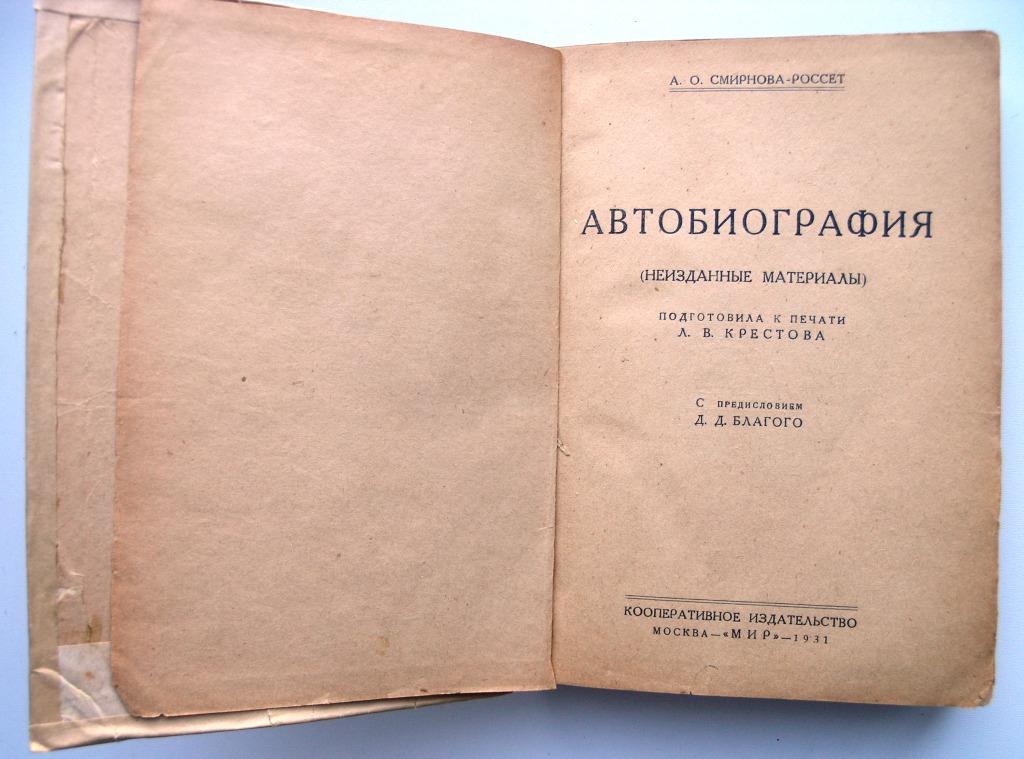 А. О. СМИРНОВА-РОССЕТ
АВТОБИОГРАФИЯ
(НЕИЗДАННЫЕ МАТЕРИАЛЫ)
ПОДГОТОВИЛА К ПЕЧАТИ
Л. В. КРЕСТОВА
С ПРЕДИСЛОВИЕМ
Д. Д. БЛАГОГО
КООПЕРАТИВНОЕ ИЗДАТЕЛЬСТВО
МОСКВА—«МИР»—1931